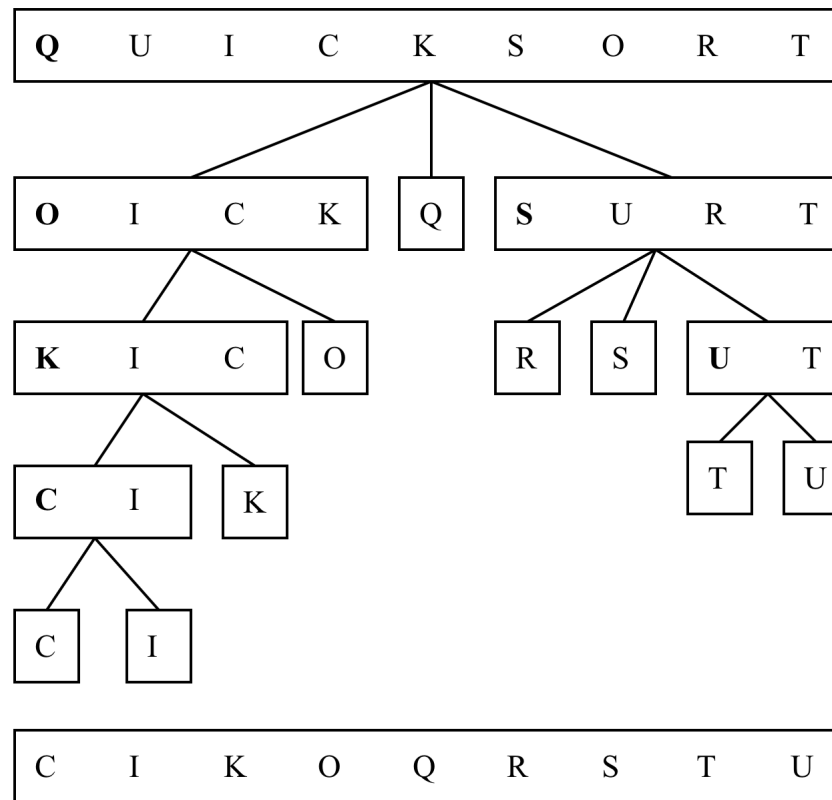 Q U I C K S O R T
O I C K Q S U R T
K I C O R S U T
C I K T U
C I
C I K O Q R S T U